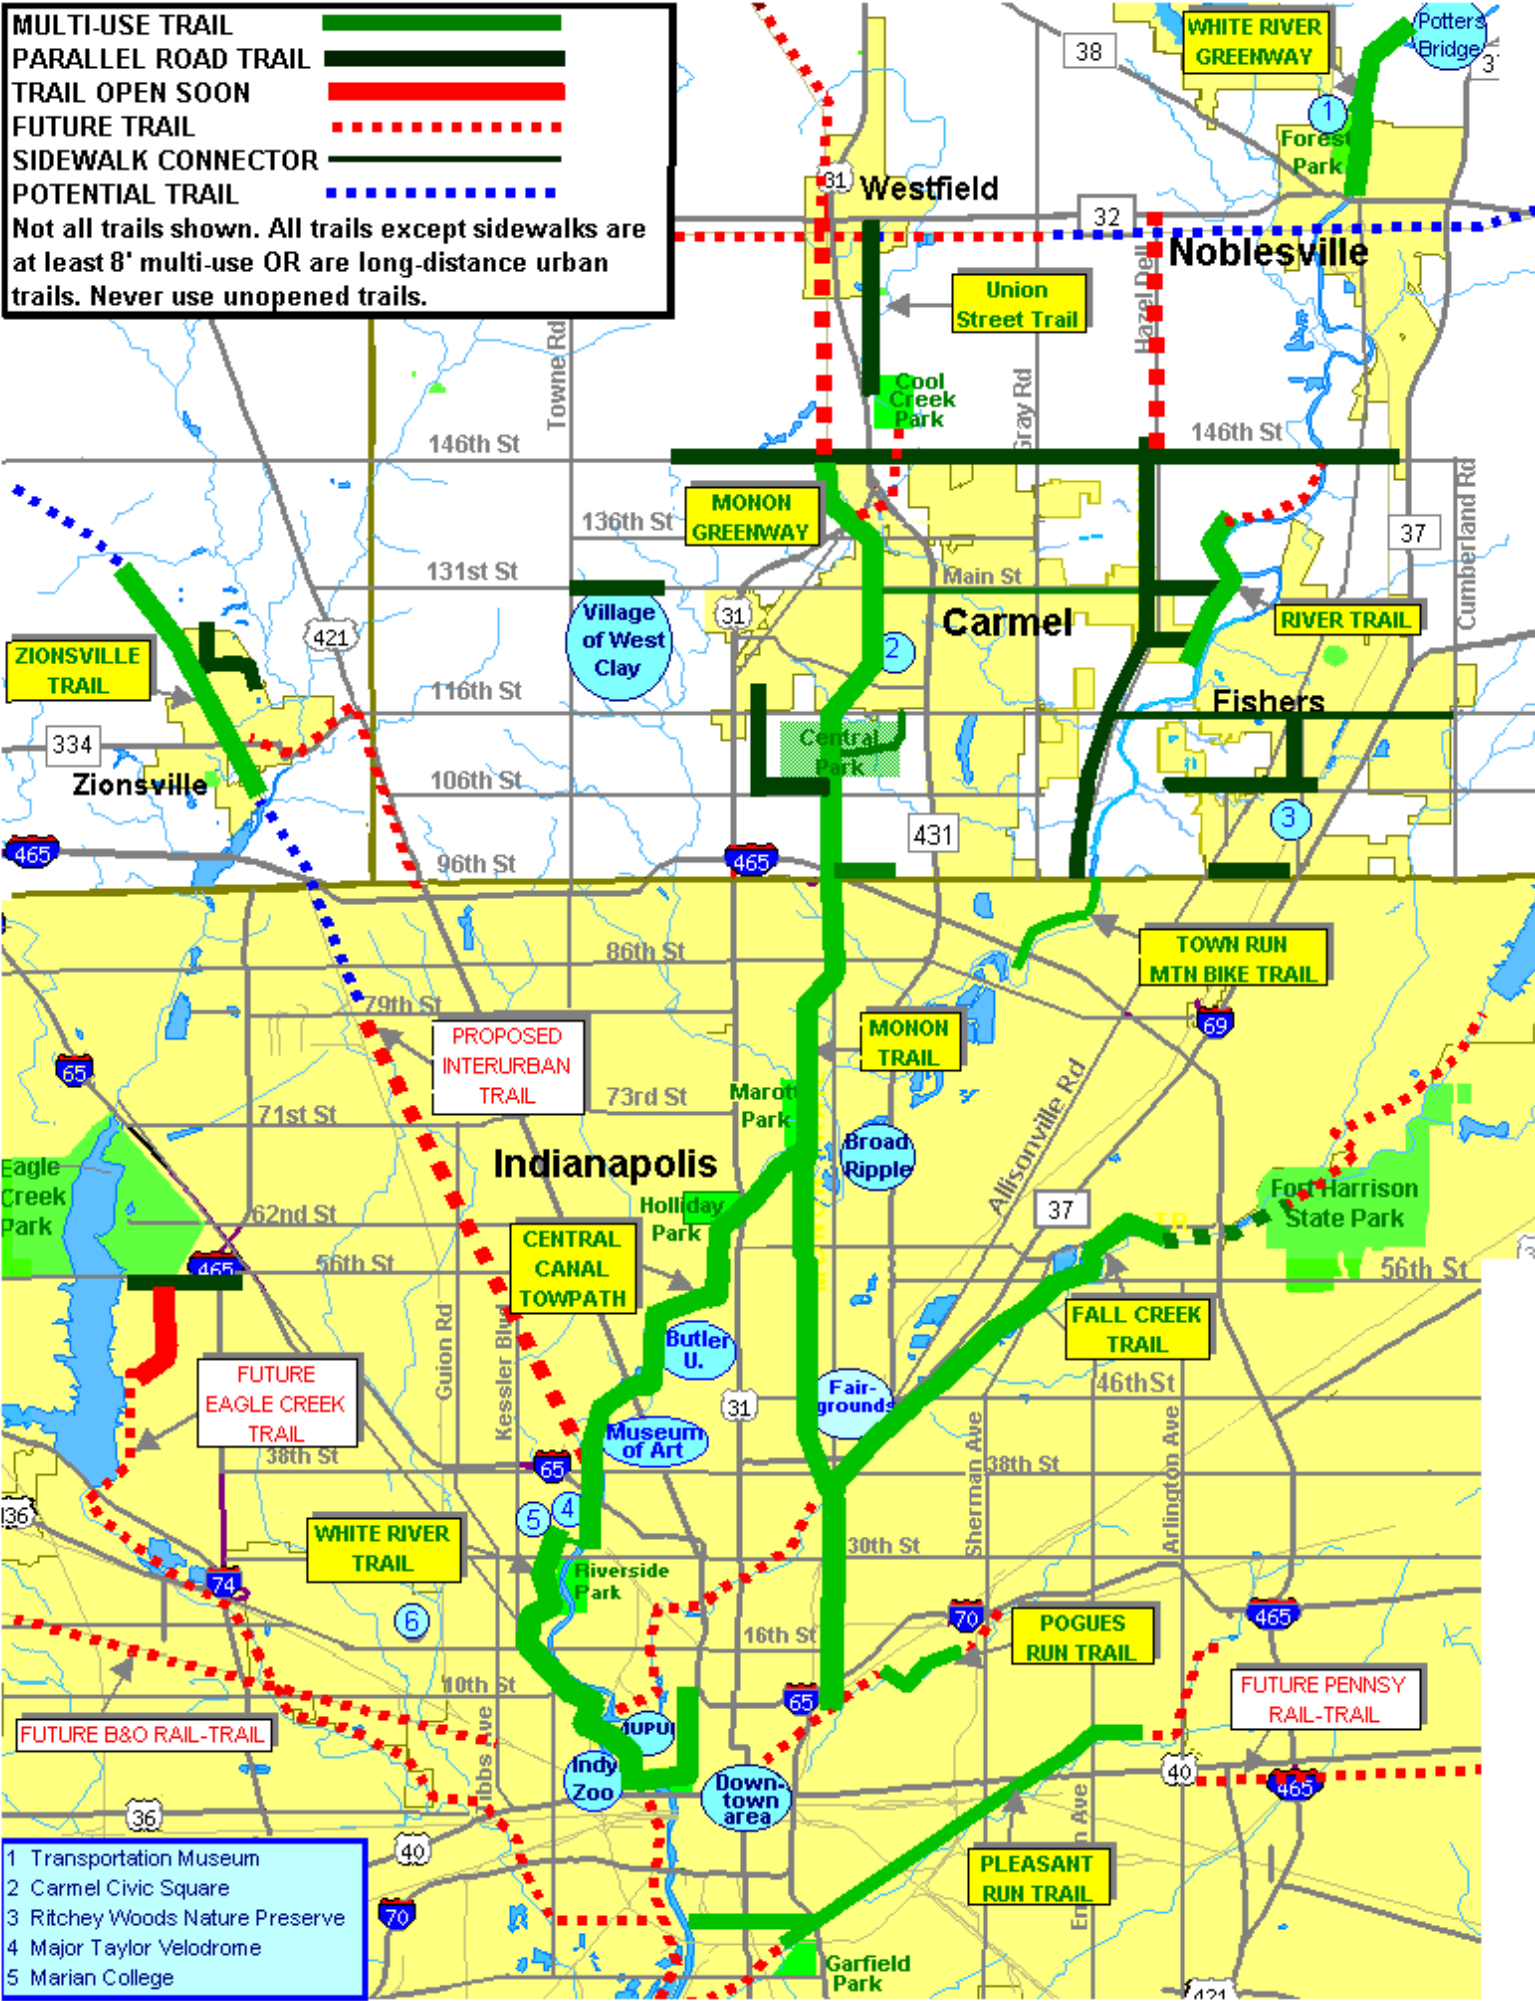 MULTI-USE TRAIL
PARALLEL ROAD TRAIL
TRAIL OPEN SOON
FUTURE TRAIL
SIDEWALK CONNECTOR
POTENTIAL TRAIL
Not all trails shown. All trails except sidewalks are
at least 8' multi-use OR are long-distance urban
trails. Never use unopened trails.
WHITE RIVER
GREENWAY
Potters
Bridge
38
3
1
Forest
Park
31
Westfield
32
Noblesville
Hazel Dell
Union
Street Trail
Towne Rd
Cool
Creek
Park
Gray Rd
146th St
146th St
Cumberland Rd
MONON
GREENWAY
136th St
37
131st St
Main St
Village
of West
Clay
31
Carmel
RIVER TRAIL
421
2
ZIONSVILLE
TRAIL
116th St
Fishers
334
Central
Park
Zionsville
106th St
3
431
465
465
96th St
86th St
TOWN RUN
MTN BIKE TRAIL
79th St
69
PROPOSED
INTERURBAN
TRAIL
MONON
TRAIL
65
73rd St
Marott
Park
71st St
Allisonville Rd
Broad
Ripple
Indianapolis
Eagle
Creek
Park
Holliday
Park
62nd St
37
Fort Harrison
State Park
CENTRAL
CANAL
TOWPATH
465
56th St
56th St
FALL CREEK
TRAIL
Guion Rd
Kessler Blvd
Butler
U.
FUTURE
EAGLE CREEK
TRAIL
Fair-
grounds
46th St
31
Museum
of Art
Sherman Ave
Arlington Ave
38th St
65
38th St
136
5
4
WHITE RIVER
TRAIL
30th St
Riverside
Park
74
6
70
465
POGUES
RUN TRAIL
16th St
10th St
65
FUTURE PENNSY
RAIL-TRAIL
FUTURE B&O RAIL-TRAIL
IUPUI
Indy
Zoo
Down-
town
area
40
465
36
40
PLEASANT
RUN TRAIL
1 Transportation Museum
2 Carmel Civic Square
3 Ritchey Woods Nature Preserve
4 Major Taylor Velodrome
5 Marian College
70
Garfield
Park
421